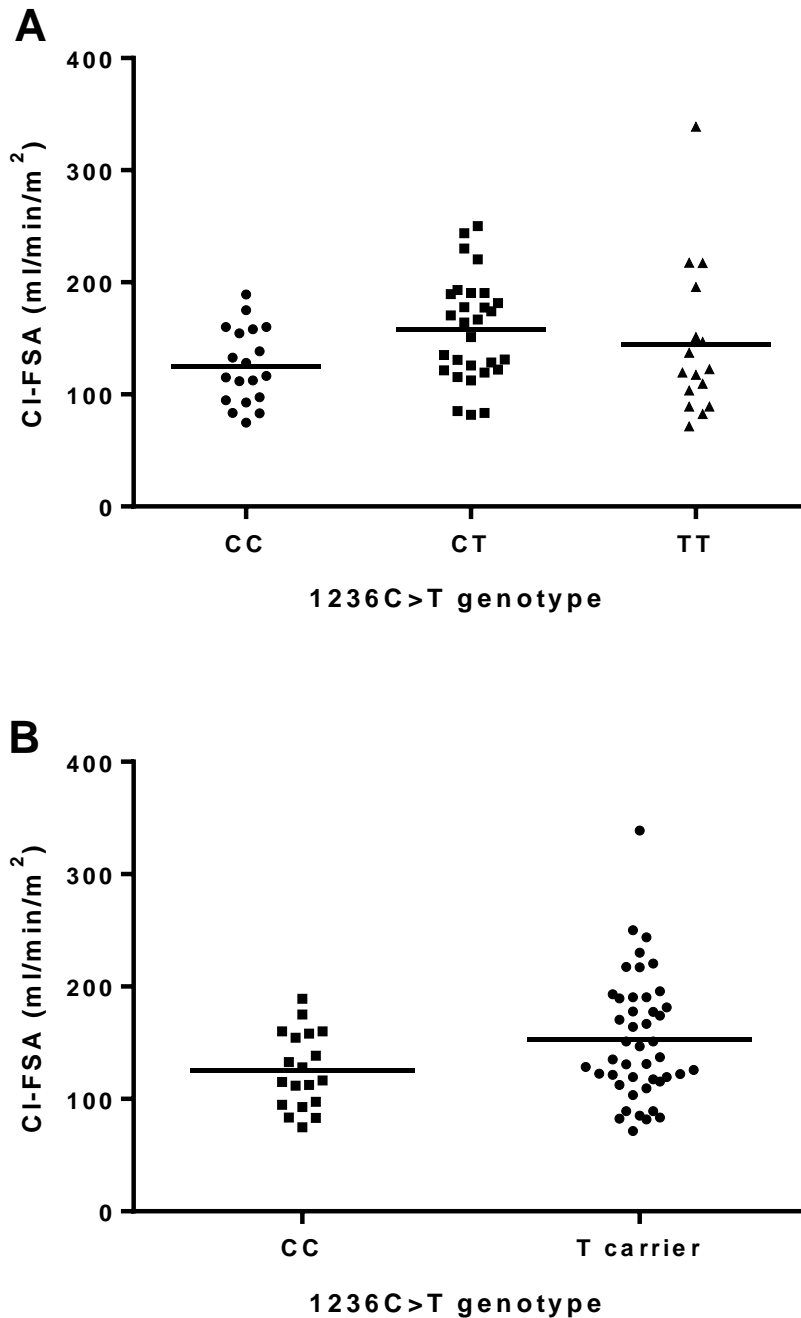 A
400
300
200
100
0
Cl-FSA (ml/min/m²)
CC CT TT
1236C>T genotype
B
400
300
200
100
0
Cl-FSA (ml/min/m²)
CC T carrier
1236C>T genotype